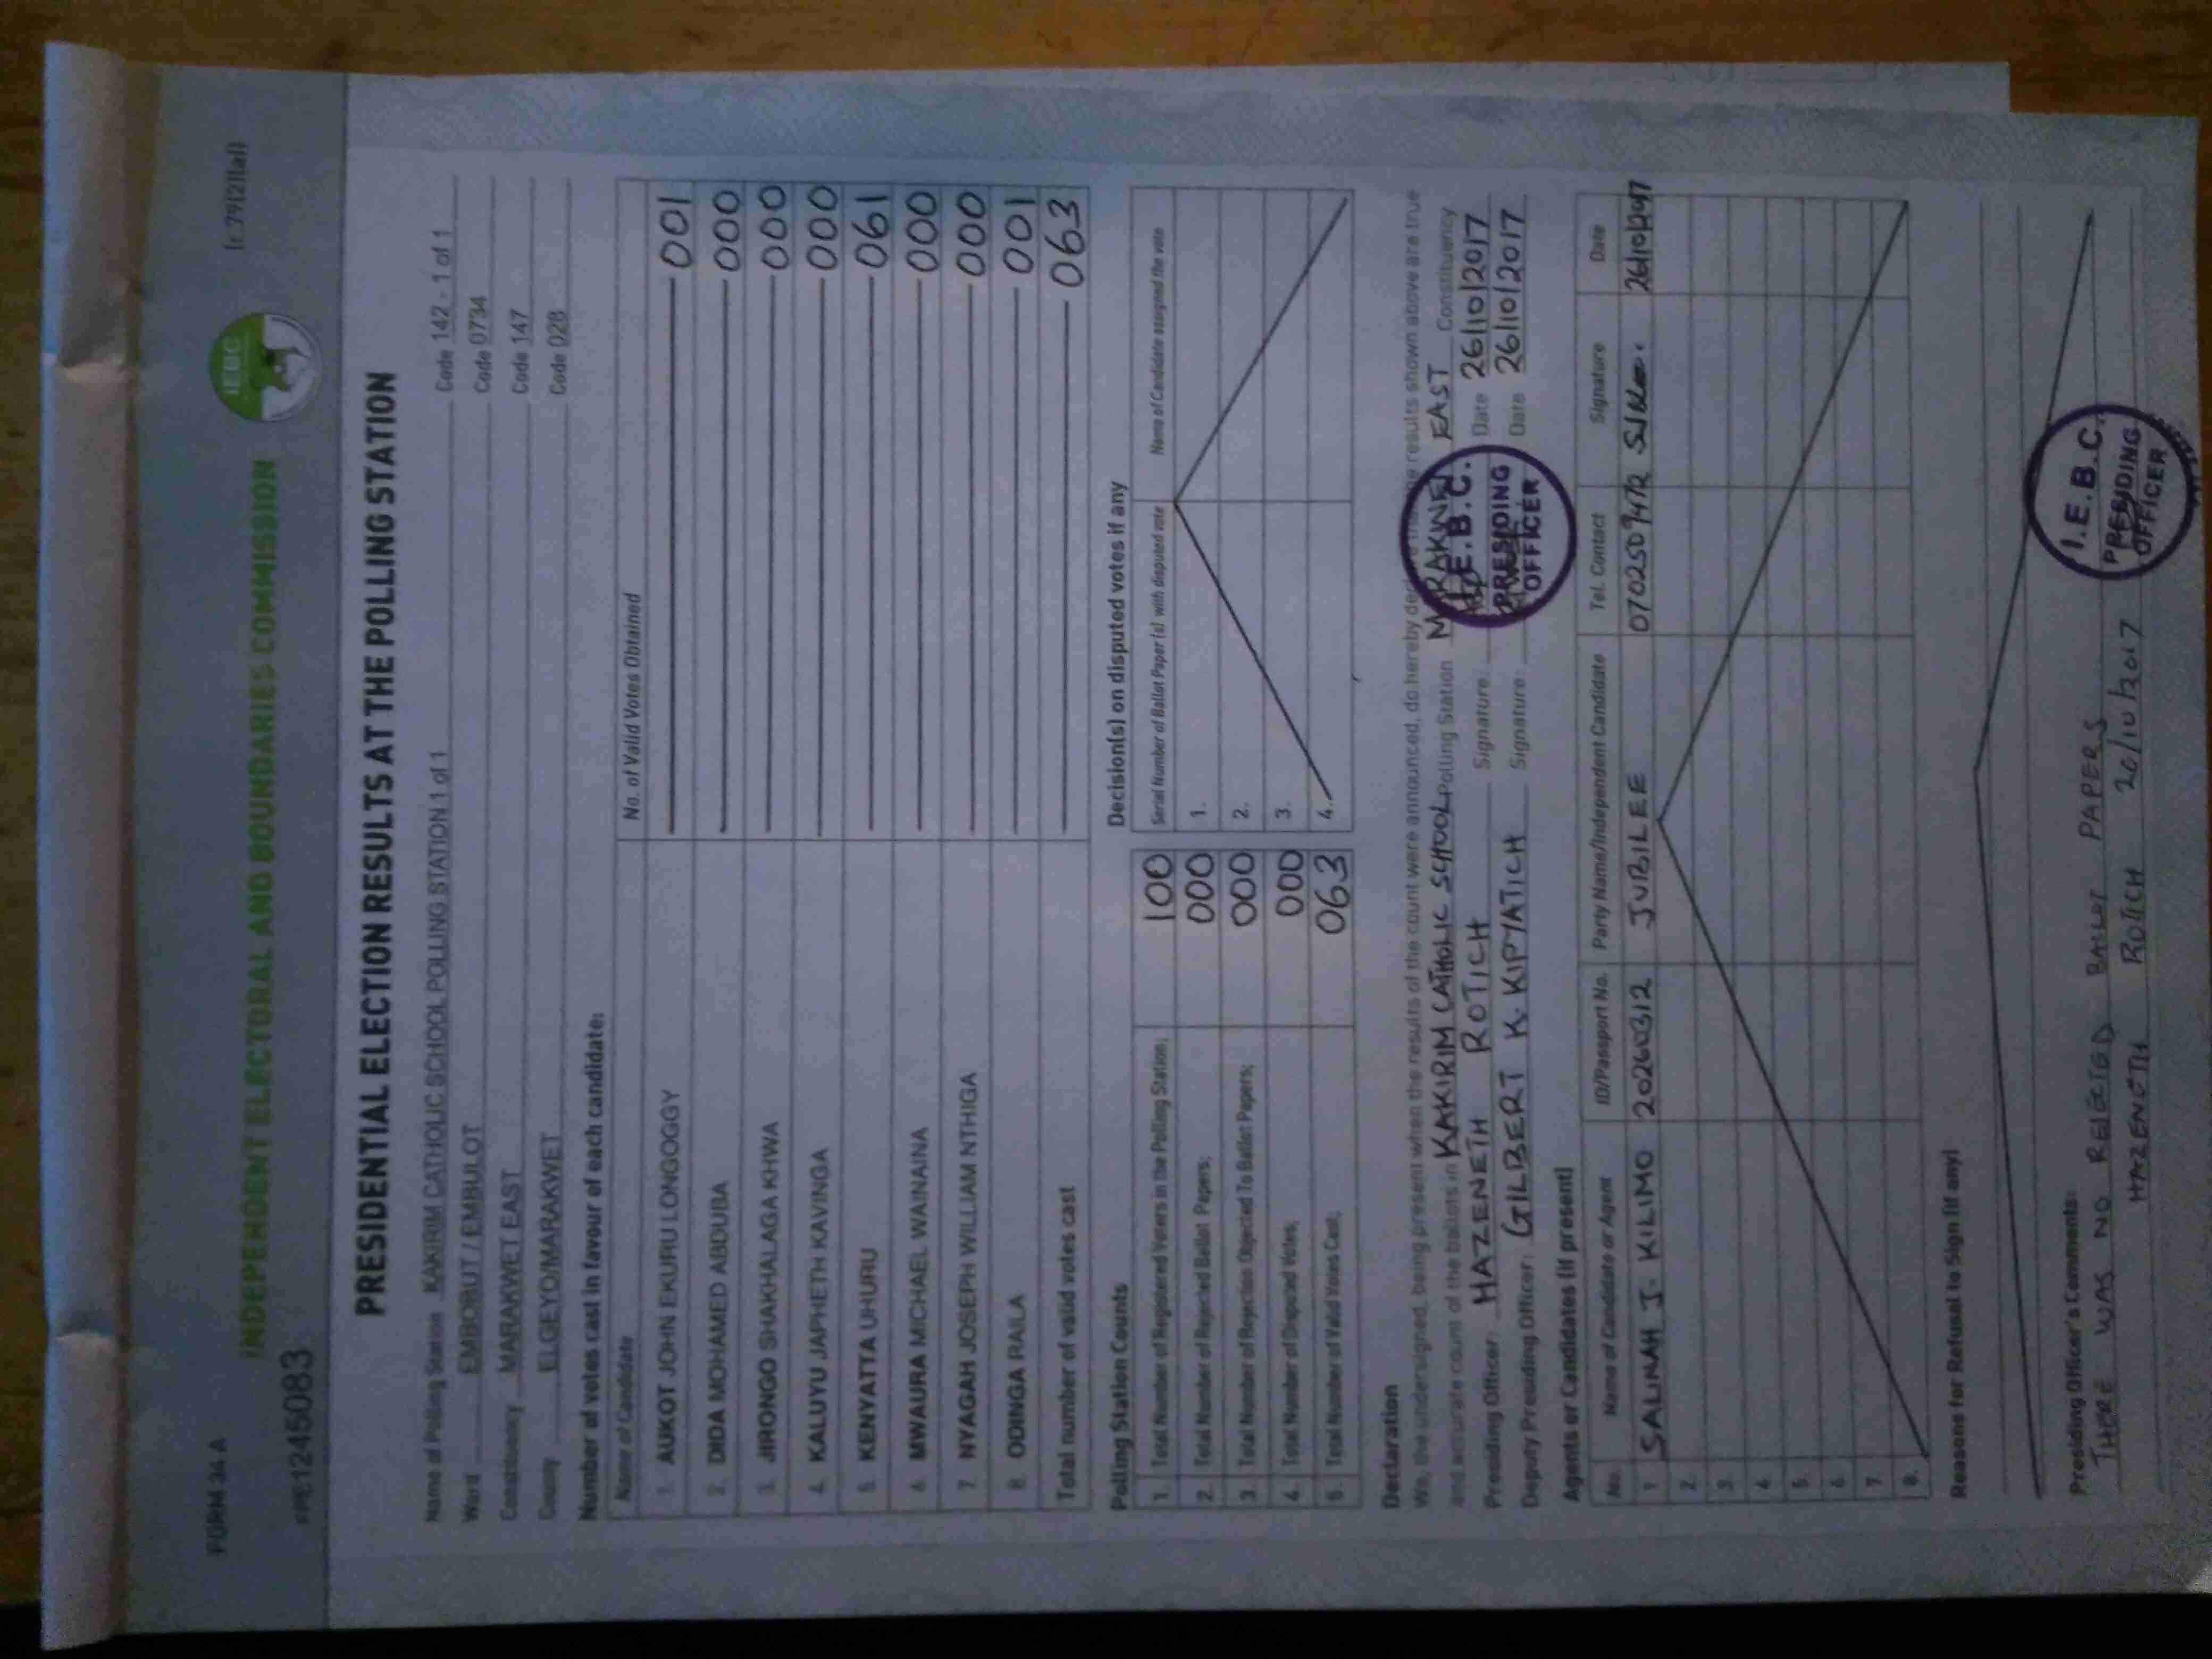 FORM 34 A
(r.79(2)(a))
INDEPENDENT ELECTORAL AND BOUNDARIES COMMISSION
IEBC
#PE1245083
PRESIDENTIAL ELECTION RESULTS AT THE POLLING STATION
Name of Polling Station KAKIRIM CATHOLIC SCHOOL POLLING STATION 1 of 1 Code 142 - 1 of 1
Ward EMBOBUT / EMBULOT Code 0734
Constituency MARAKWET EAST Code 147
County ELGEYO/MARAKWET Code 028
Number of votes cast in favour of each candidate:
Name of Candidate No. of Valid Votes Obtained
1. AUKOT JOHN EKURU LONGOGGY 001
2. DIDA MOHAMED ABDUBA 000
3. JIRONGO SHAKHALAGA KHWA 000
4. KALUYU JAPHETH KAVINGA 000
5. KENYATTA UHURU 061
6. MWAURA MICHAEL WAINAINA 000
7. NYAGAH JOSEPH WILLIAM NTHIGA 000
8. ODINGA RAILA 001
Total number of valid votes cast 063
Polling Station Counts
1. Total Number of Registered Voters in the Polling Station; 100
2. Total Number of Rejected Ballot Papers; 000
3. Total Number of Rejection Objected To Ballot Papers; 000
4. Total Number of Disputed Votes; 000
5. Total Number of Valid Votes Cast; 063
Decision(s) on disputed votes if any
Serial Number of Ballot Paper (s) with disputed vote Name of Candidate assigned the vote
1.
2.
3.
4.
Declaration
We, the undersigned, being present when the results of the count were announced, do hereby results shown above are true
and accurate count of the ballots in KAKIRIM CATHOLIC SCHOOL Polling Station MARAKWET EAST Constituency
Presiding Officer: HAZENETH ROTICH Signature: Date 26/10/2017
Deputy Presiding Officer: GILBERT K. KIPYATICH Signature: Date 26/10/2017
I.E.B.C.
PRESIDING
OFFICER
Agents or Candidates (if present)
No. Name of Candidate or Agent ID/Passport No. Party Name/Independent Candidate Tel. Contact Signature Date
1 SALINAH J. KILIMO 20260312 JUBILEE 0702509472 26/10/2017
2.
3.
4.
5.
6.
7.
8.
Reasons for Refusal to Sign (if any)
Presiding Officer's Comments:
THERE WAS NO REJECTED BALLOT PAPERS
HAZENETH ROTICH 20/10/2017
I.E.B.C.
PRESIDING
OFFICER